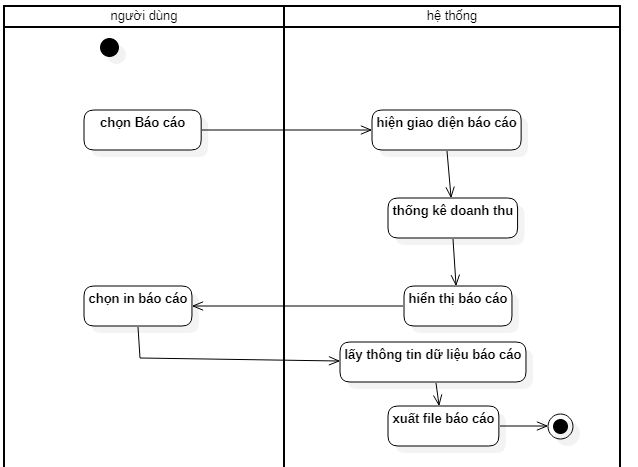 người dùng
hệ thống
chọn Báo cáo
hiện giao diện báo cáo
thống kê doanh thu
chọn in báo cáo
hiển thị báo cáo
lấy thông tin dữ liệu báo cáo
xuất file báo cáo